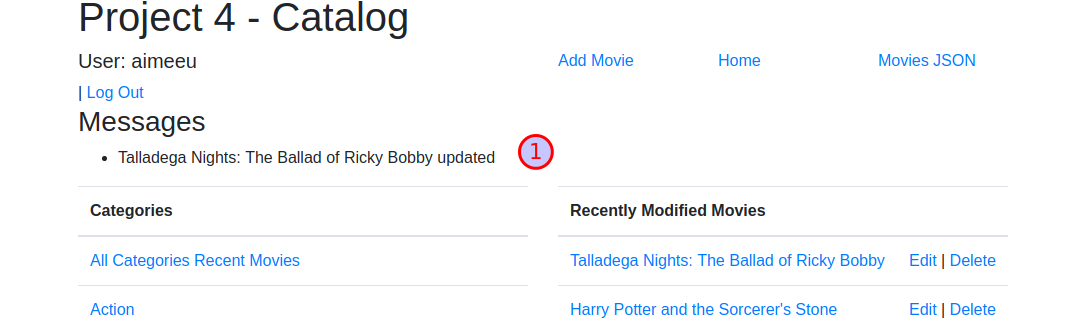 Project 4 - Catalog
User: aimeeu
Add Movie
Home
Movies JSON
| Log Out
Messages
• Talladega Nights: The Ballad of Ricky Bobby updated
1
Categories
Recently Modified Movies
All Categories Recent Movies
Talladega Nights: The Ballad of Ricky Bobby Edit | Delete
Action
Harry Potter and the Sorcerer's Stone Edit | Delete